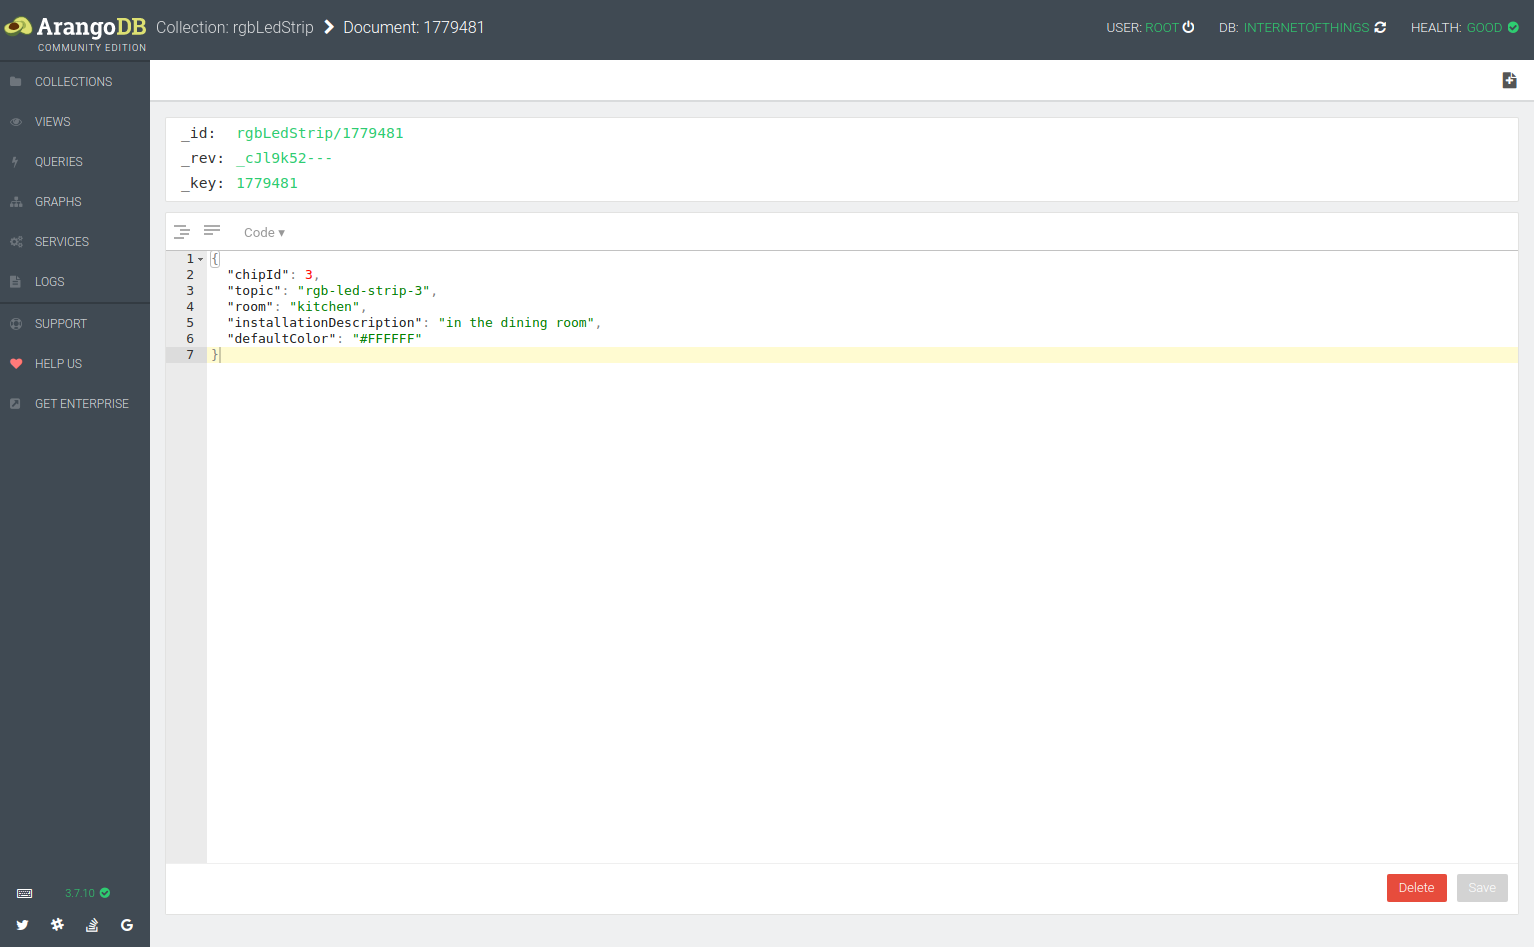 ArangoDB
COMMUNITY EDITION
Collection: rgbLedStrip Document: 1779481
USER: ROOT DB: INTERNETOFTHINGS HEALTH: GOOD
COLLECTIONS
VIEWS
QUERIES
GRAPHS
SERVICES
LOGS
SUPPORT
HELP US
GET ENTERPRISE
3.7.10
_id: rgbLedStrip/1779481
_rev: _cJl9k52---
_key: 1779481
Code ▾
1 {
2 "chipId": 3,
3 "topic": "rgb-led-strip-3",
4 "room": "kitchen",
5 "installationDescription": "in the dining room",
6 "defaultColor": "#FFFFFF"
7 }
Delete Save